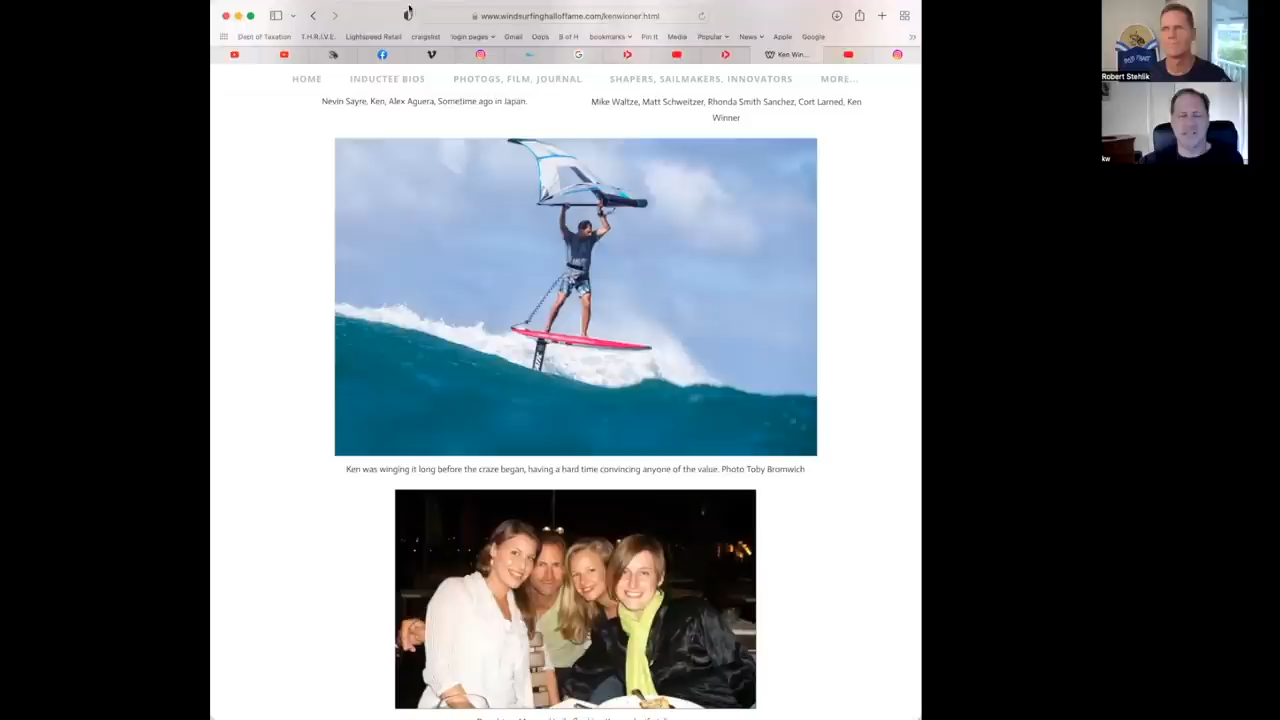 www.windsurfinghalloffame.com/kenwinner.html
Dept of Taxation T.H.R.I.V.E. Lightspeed Retail craigslist login pages Gmail Oops B of H bookmarks Pin It Media Popular News Apple Google
Ken Win...
HOME INDUCTEE BIOS PHOTOGS, FILM, JOURNAL SHAPERS, SAILMAKERS, INNOVATORS MORE...
Nevin Sayre, Ken, Alex Aguera, Sometime ago in Japan.
Mike Waltze, Matt Schweitzer, Rhonda Smith Sanchez, Cort Larned, Ken
Winner
Ken was winging it long before the craze began, having a hard time convincing anyone of the value. Photo Toby Bromwich
Robert Stehlik
kw